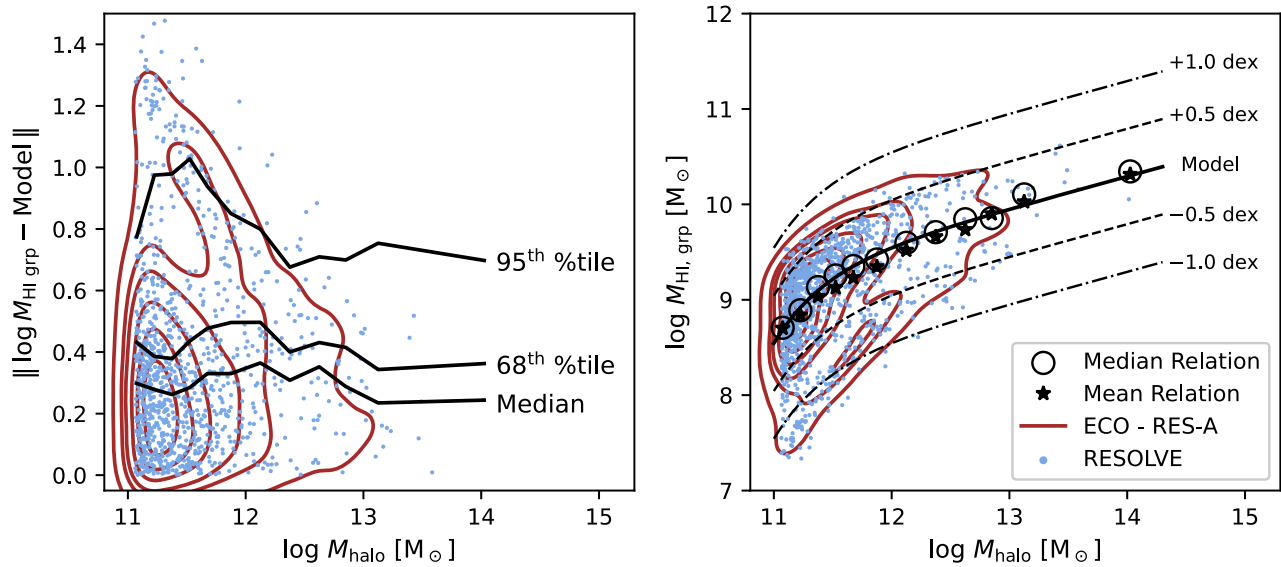 ‖ log M_HI grp − Model ‖
1.4
1.2
1.0
0.8
0.6
0.4
0.2
0.0
95th %tile
68th %tile
Median
11 12 13 14 15
log M_halo [M⊙]
log M_HI, grp [M⊙]
12
11
10
9
8
7
+1.0 dex
+0.5 dex
Model
−0.5 dex
−1.0 dex
Median Relation
Mean Relation
ECO - RES-A
RESOLVE
11 12 13 14 15
log M_halo [M⊙]